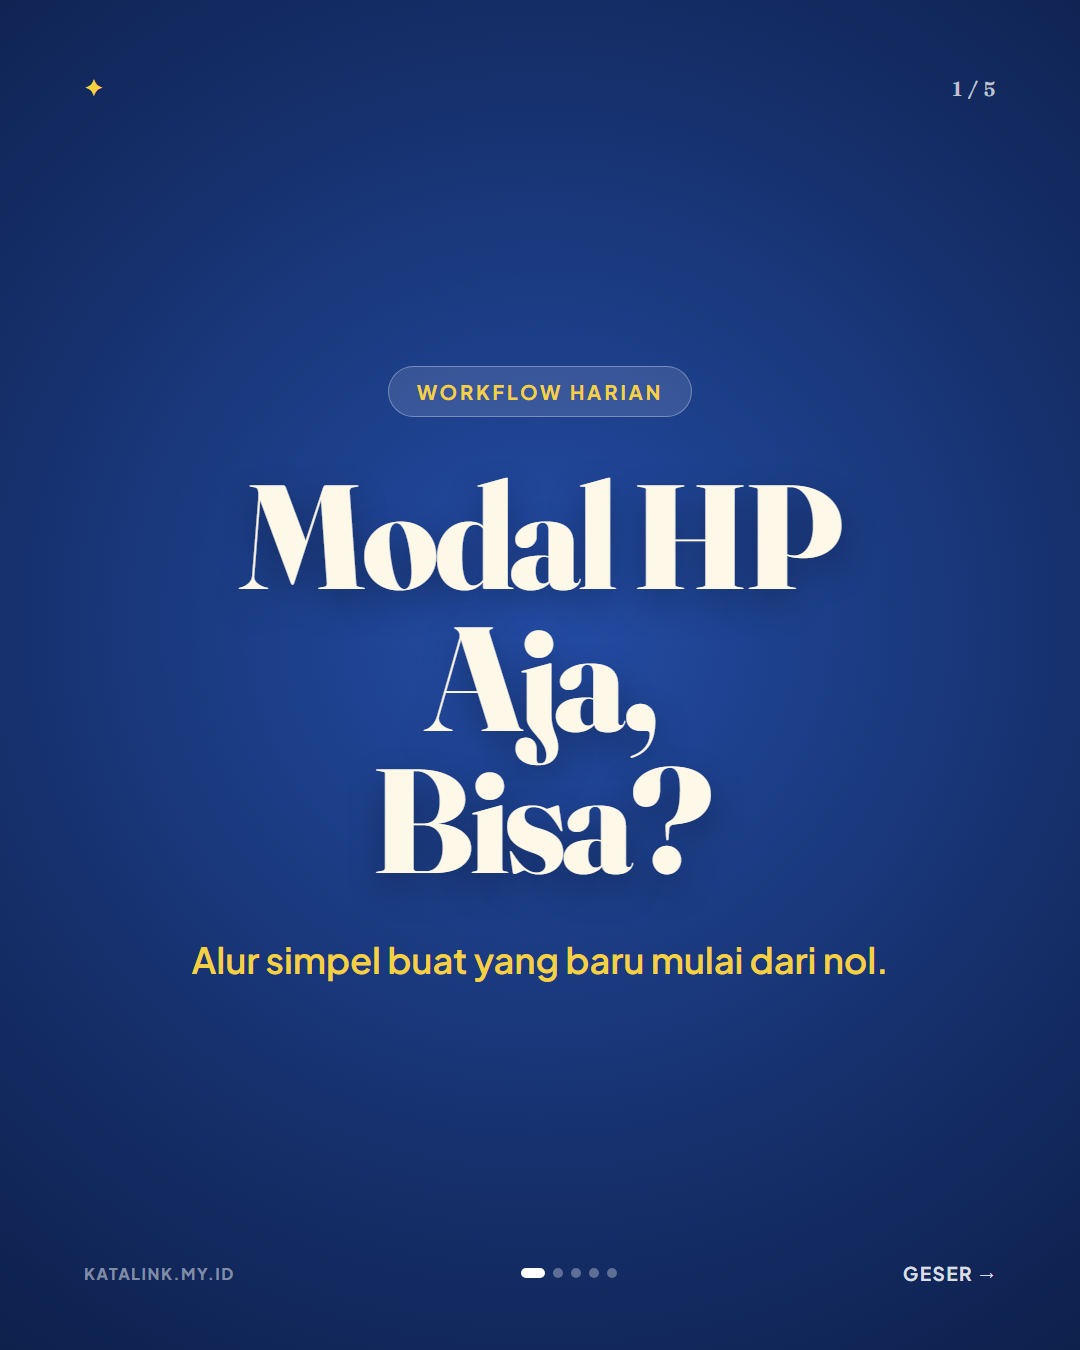 1 / 5
WORKFLOW HARIAN
Modal HP
Aja,
Bisa?
Alur simpel buat yang baru mulai dari nol.
KATALINK.MY.ID
GESER →